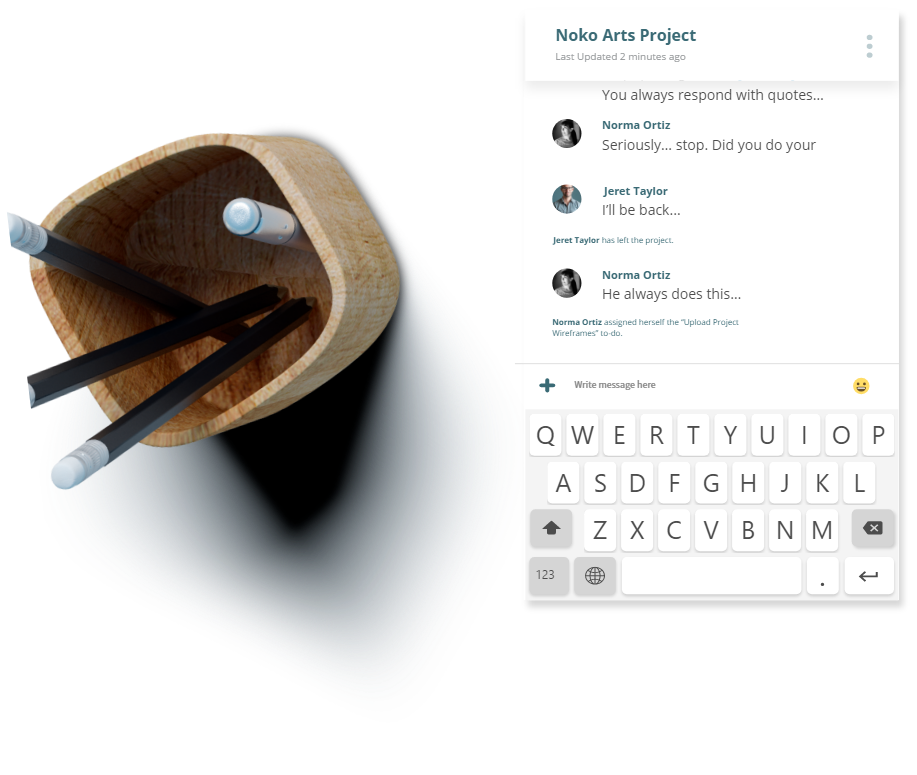 Noko Arts Project
Last Updated 2 minutes ago
You always respond with quotes...
Norma Ortiz
Seriously... stop. Did you do your
Jeret Taylor
I’ll be back...
Jeret Taylor has left the project.
Norma Ortiz
He always does this...
Norma Ortiz assigned herself the “Upload Project
Wireframes” to-do.
Write message here
Q W E R T Y U I O P
A S D F G H J K L
Z X C V B N M
123 .